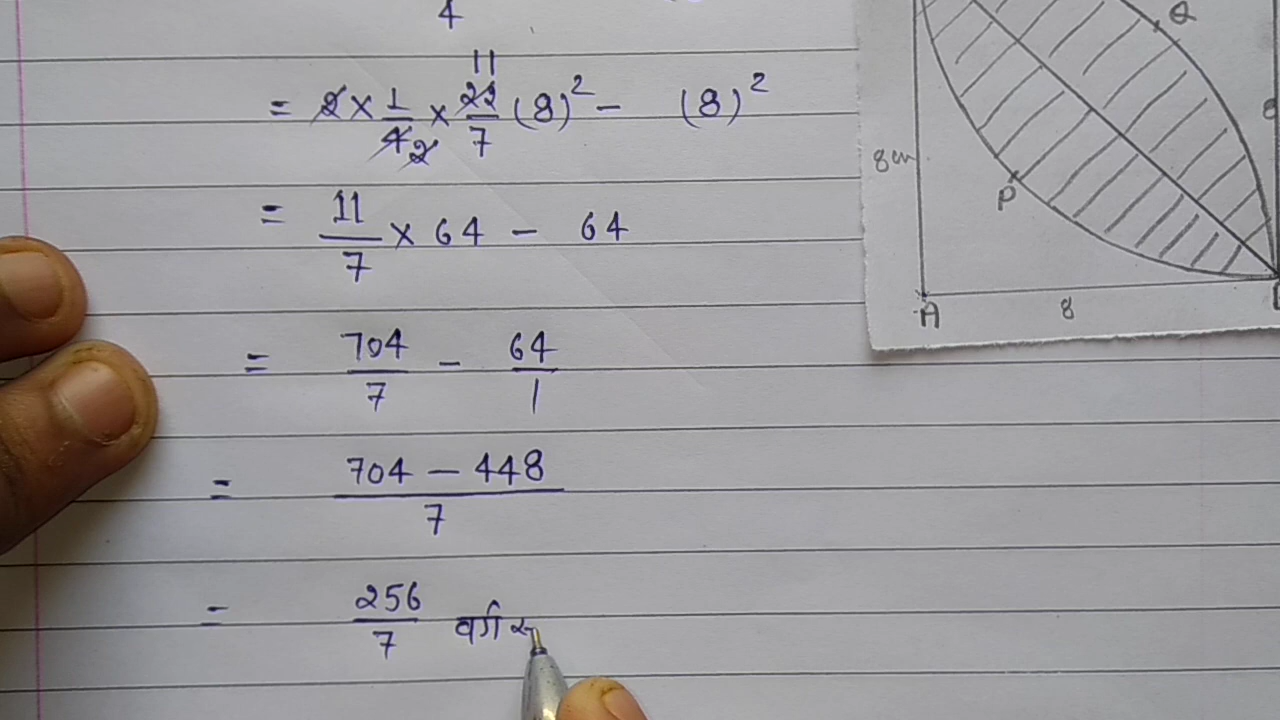 4
11
= 2 × 1/4 2 × 22/7 (8)² - (8)²
= 11/7 × 64 - 64
= 704/7 - 64/1
= 704 - 448 / 7
= 256/7 वर्ग
Q
8cm
P
A
8